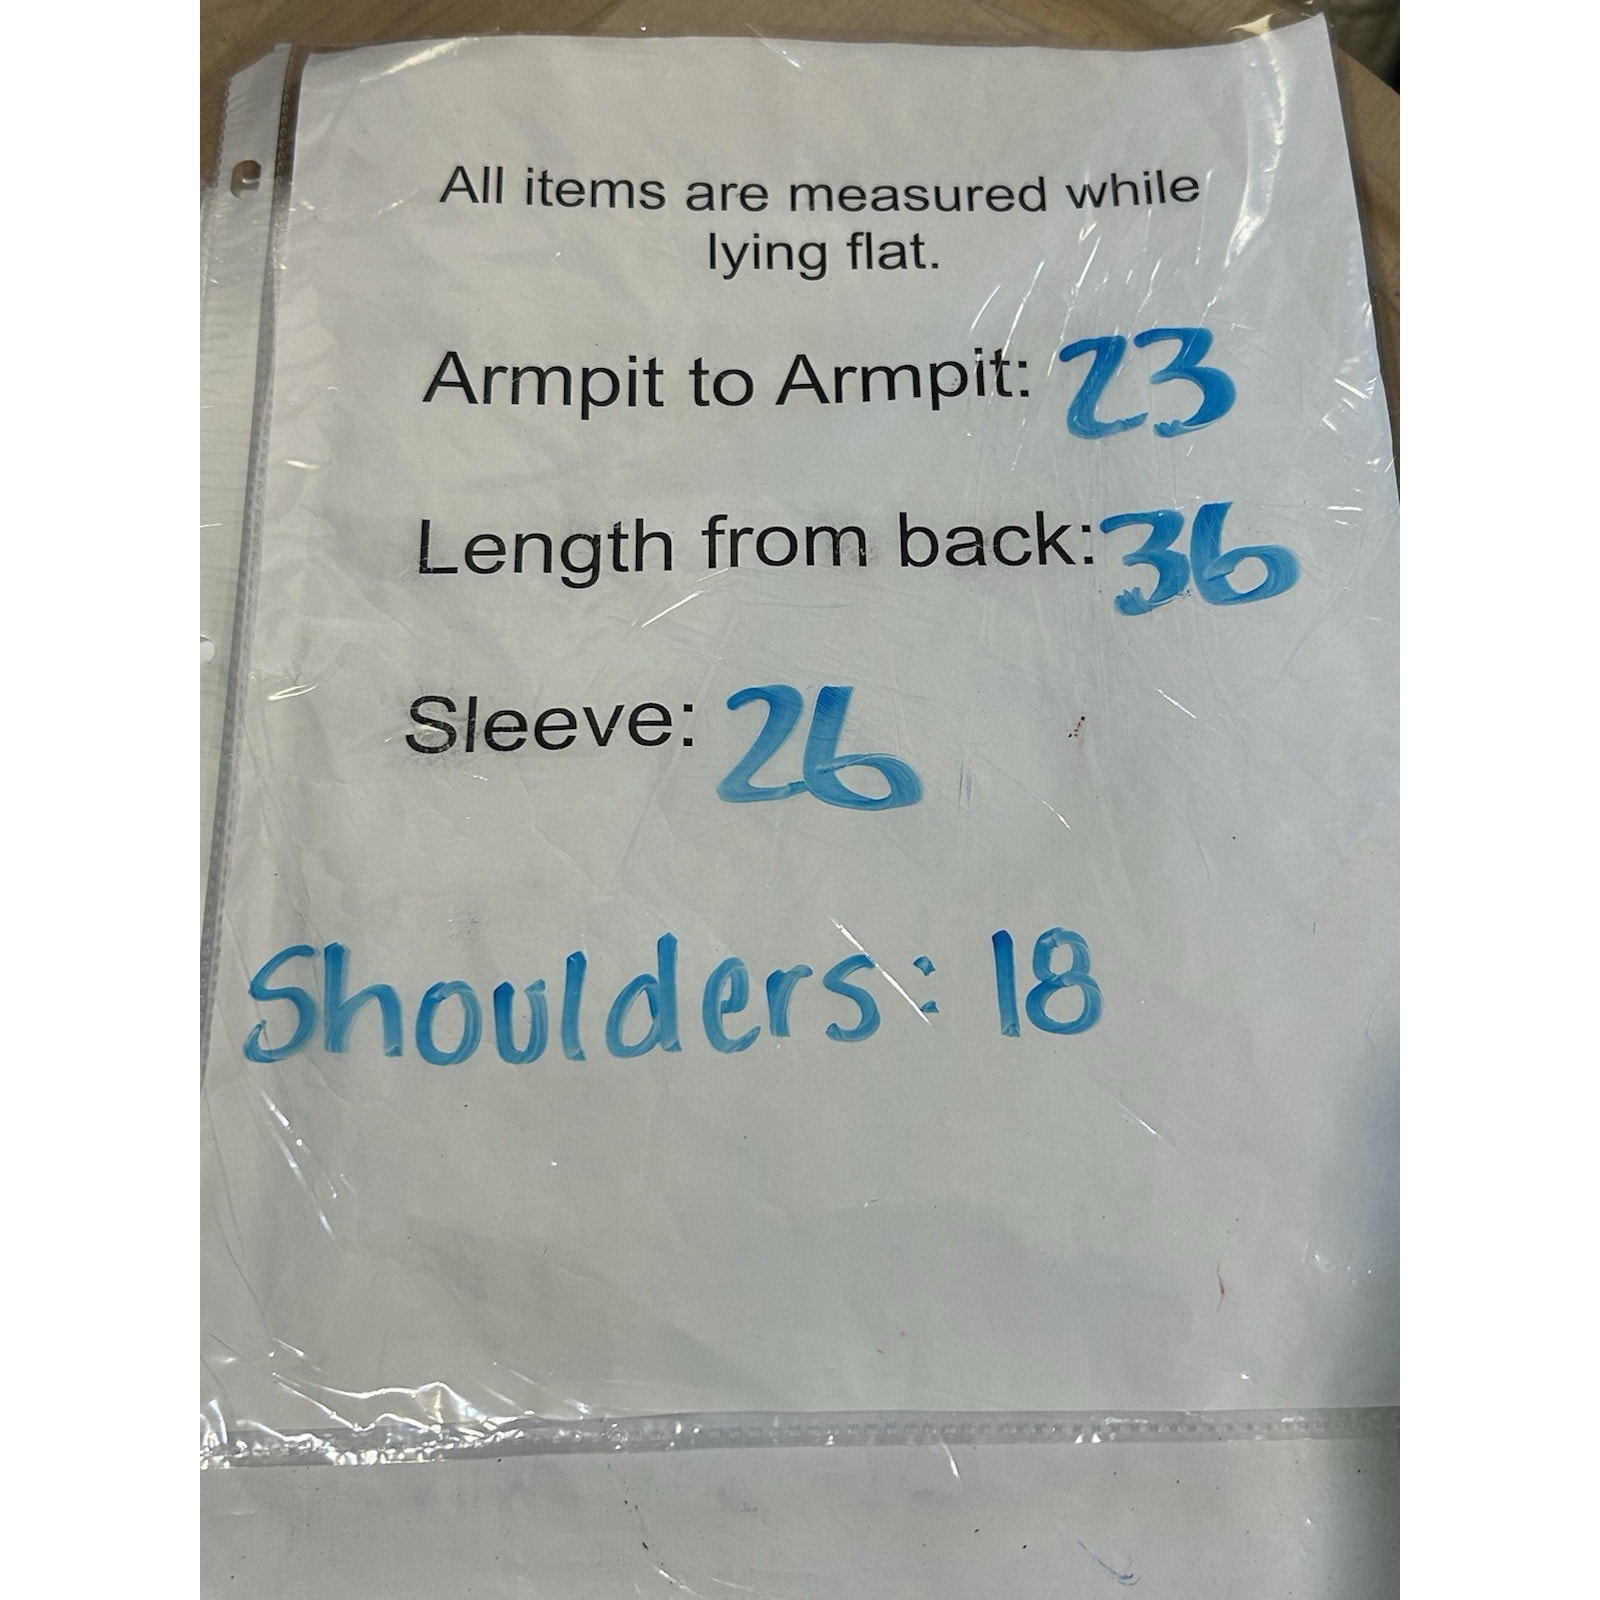 All items are measured while
lying flat.
Armpit to Armpit: 23
Length from back: 36
Sleeve: 26
Shoulders: 18